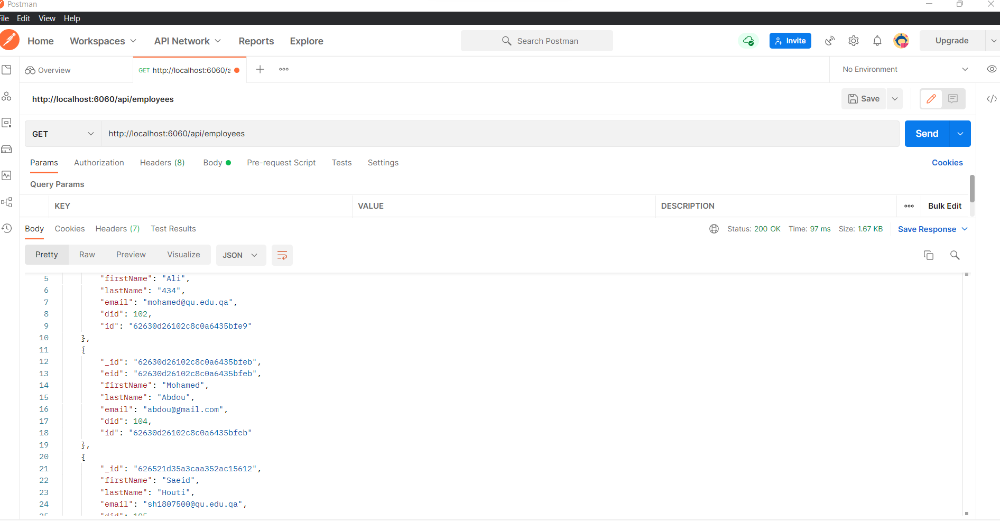 Postman
File Edit View Help
Home Workspaces API Network Reports Explore Search Postman Invite Upgrade
Overview GET http://localhost:6060/a No Environment
http://localhost:6060/api/employees Save
GET http://localhost:6060/api/employees Send
Params Authorization Headers (8) Body Pre-request Script Tests Settings Cookies
Query Params
KEY VALUE DESCRIPTION Bulk Edit
Body Cookies Headers (7) Test Results Status: 200 OK Time: 97 ms Size: 1.67 KB Save Response
Pretty Raw Preview Visualize JSON
5 "firstName": "Ali",
6 "lastName": "434",
7 "email": "mohamed@qu.edu.qa",
8 "did": 102,
9 "id": "62630d26102c8c0a6435bfe9"
10 },
11 {
12 "_id": "62630d26102c8c0a6435bfeb",
13 "eid": "62630d26102c8c0a6435bfeb",
14 "firstName": "Mohamed",
15 "lastName": "Abdou",
16 "email": "abdou@gmail.com",
17 "did": 104,
18 "id": "62630d26102c8c0a6435bfeb"
19 },
20 {
21 "_id": "626521d35a3caa352ac15612",
22 "firstName": "Saeid",
23 "lastName": "Houti",
24 "email": "sh1807500@qu.edu.qa",
25 "did": 105